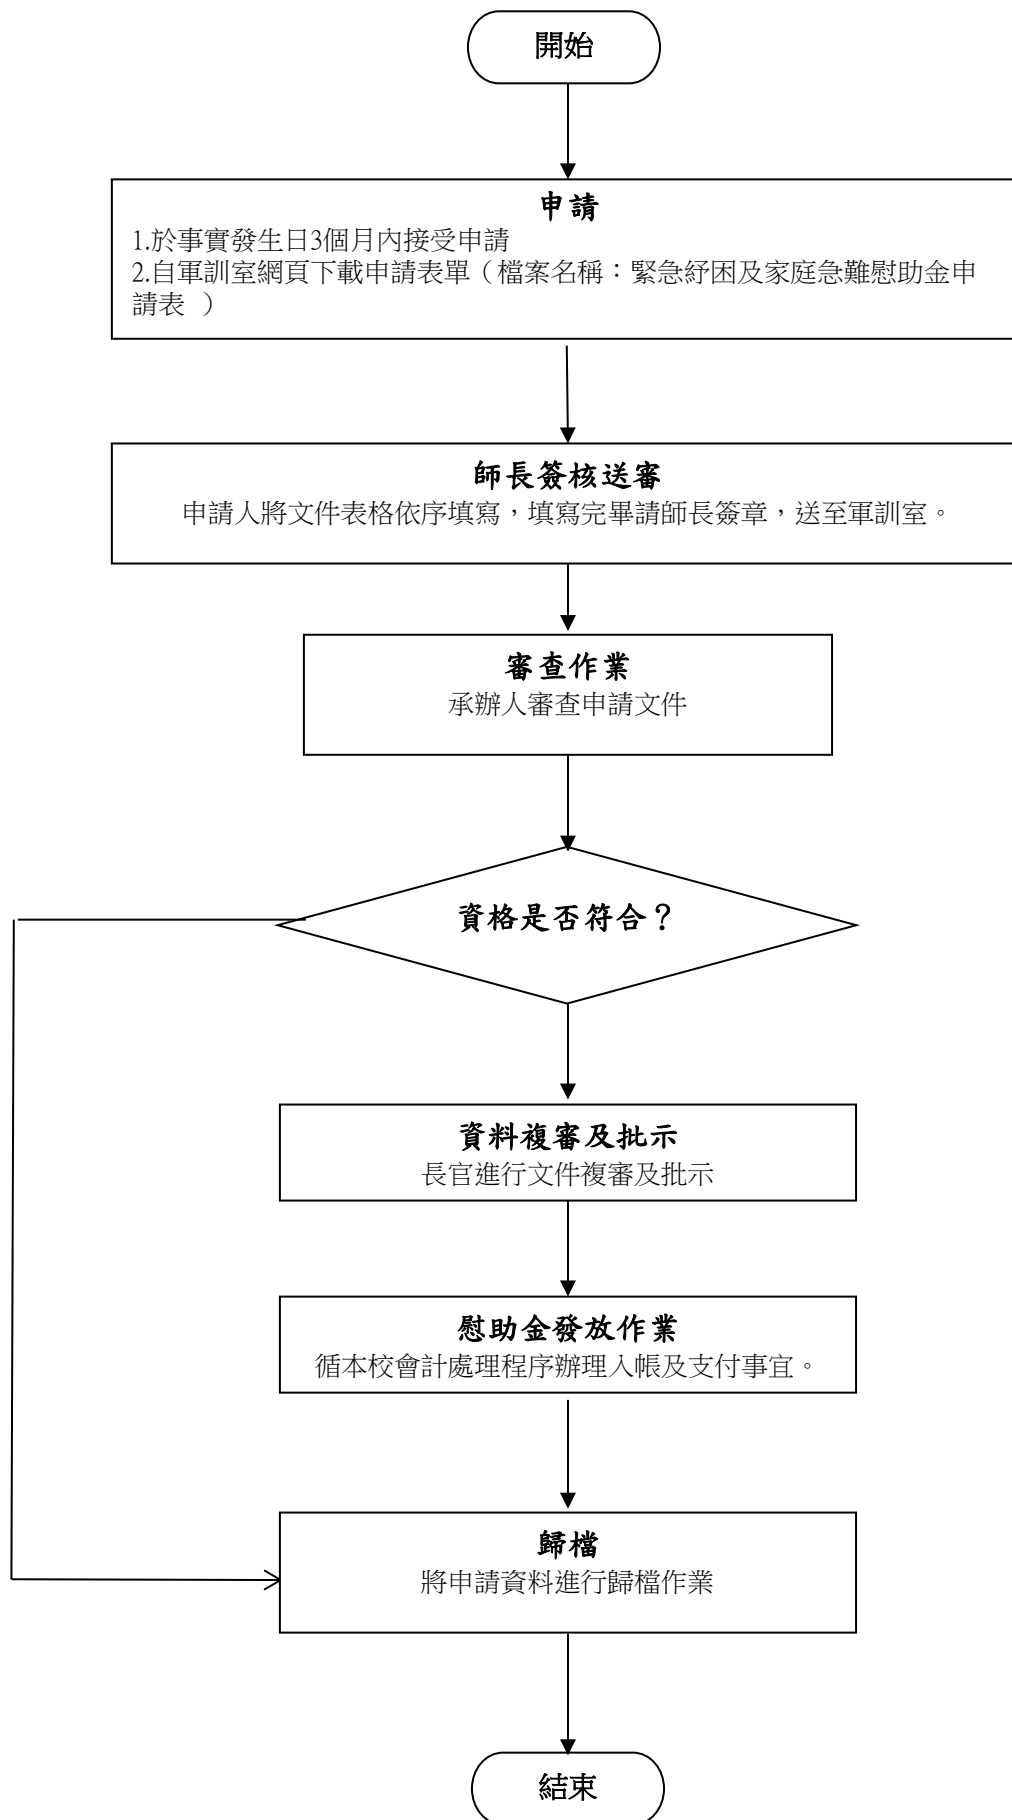 開始
申請
1.於事實發生日3個月內接受申請
2.自軍訓室網頁下載申請表單（檔案名稱：緊急紓困及家庭急難慰助金申
請表 ）
師長簽核送審
申請人將文件表格依序填寫，填寫完畢請師長簽章，送至軍訓室。
審查作業
承辦人審查申請文件
資格是否符合？
資料複審及批示
長官進行文件複審及批示
慰助金發放作業
循本校會計處理程序辦理入帳及支付事宜。
歸檔
將申請資料進行歸檔作業
結束